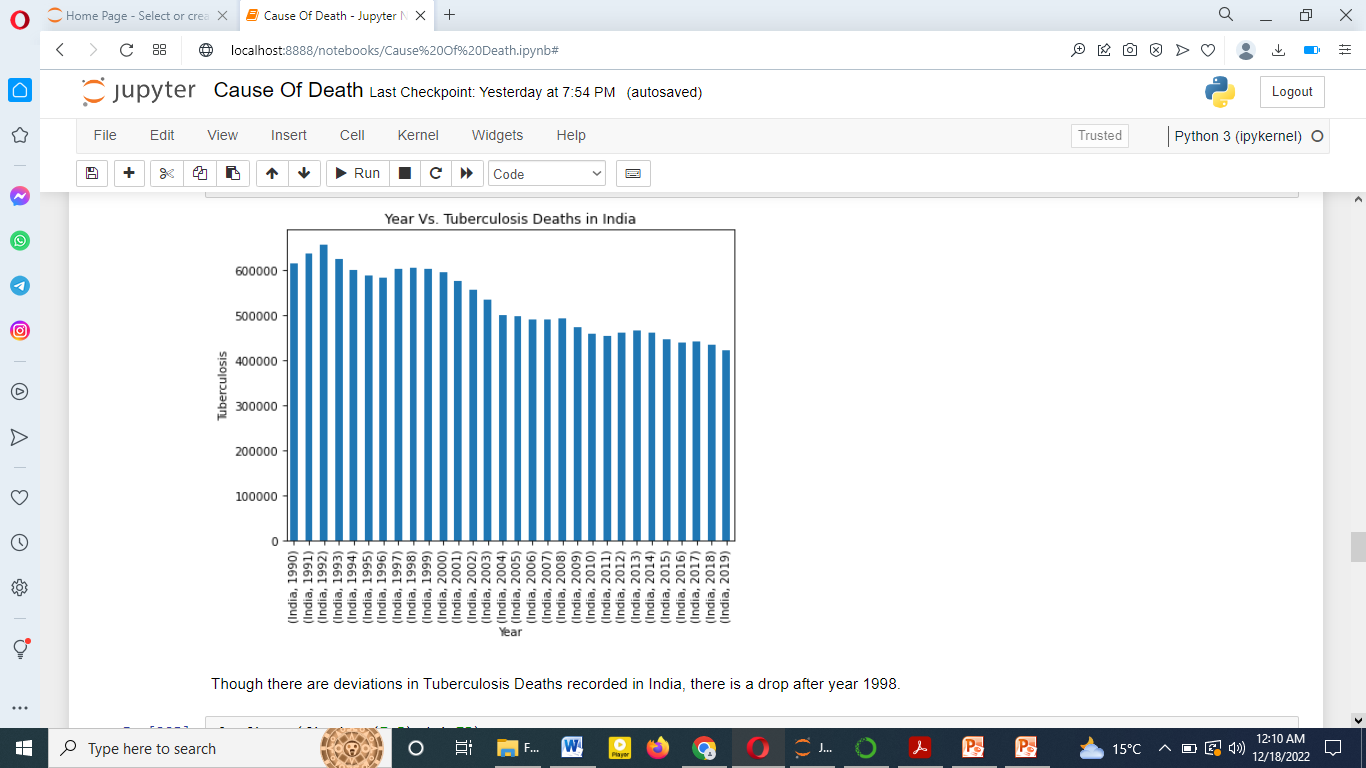 Home Page - Select or crea
Cause Of Death - Jupyter N
localhost:8888/notebooks/Cause%20Of%20Death.ipynb#
jupyter Cause Of Death Last Checkpoint: Yesterday at 7:54 PM (autosaved)
Logout
File Edit View Insert Cell Kernel Widgets Help
Trusted
Python 3 (ipykernel)
Run
Code
Year Vs. Tuberculosis Deaths in India
Tuberculosis
600000
500000
400000
300000
200000
100000
0
(India, 1990)
(India, 1991)
(India, 1992)
(India, 1993)
(India, 1994)
(India, 1995)
(India, 1996)
(India, 1997)
(India, 1998)
(India, 1999)
(India, 2000)
(India, 2001)
(India, 2002)
(India, 2003)
(India, 2004)
(India, 2005)
(India, 2006)
(India, 2007)
(India, 2008)
(India, 2009)
(India, 2010)
(India, 2011)
(India, 2012)
(India, 2013)
(India, 2014)
(India, 2015)
(India, 2016)
(India, 2017)
(India, 2018)
(India, 2019)
Year
Though there are deviations in Tuberculosis Deaths recorded in India, there is a drop after year 1998.
Type here to search
F...
W
Player
J...
P
P
15°C
12:10 AM
12/18/2022